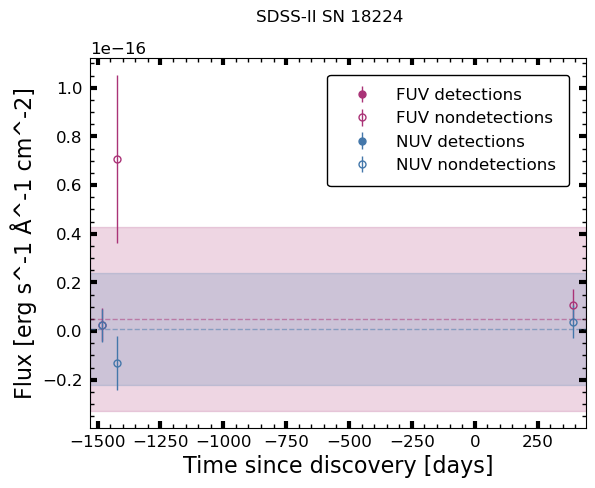 SDSS-II SN 18224
1e−16
FUV detections
FUV nondetections
NUV detections
NUV nondetections
1.0
0.8
0.6
0.4
0.2
0.0
−0.2
Flux [erg s^-1 Å^-1 cm^-2]
−1500 −1250 −1000 −750 −500 −250 0 250
Time since discovery [days]